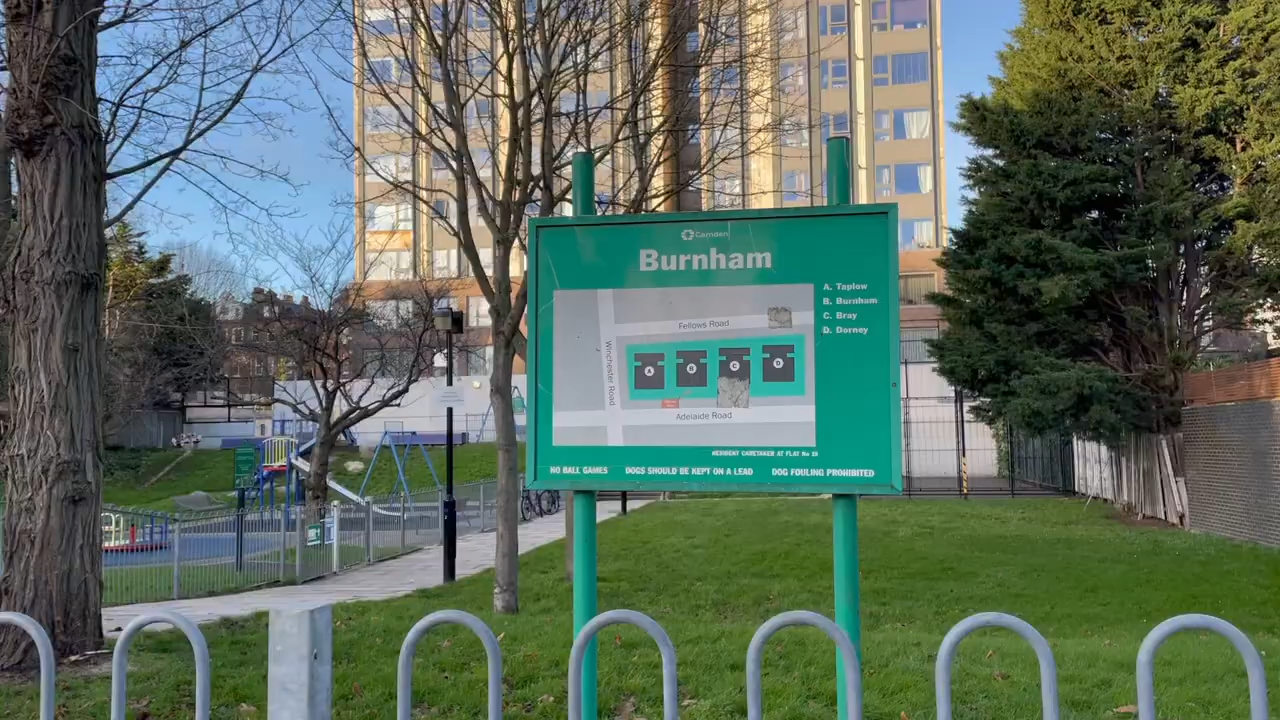 Camden
Burnham
A. Taplow
B. Burnham
C. Bray
D. Dorney
Fellows Road
Winchester Road
A
B
C
D
Adelaide Road
RESIDENT CARETAKER AT FLAT No 19
NO BALL GAMES DOGS SHOULD BE KEPT ON A LEAD DOG FOULING PROHIBITED